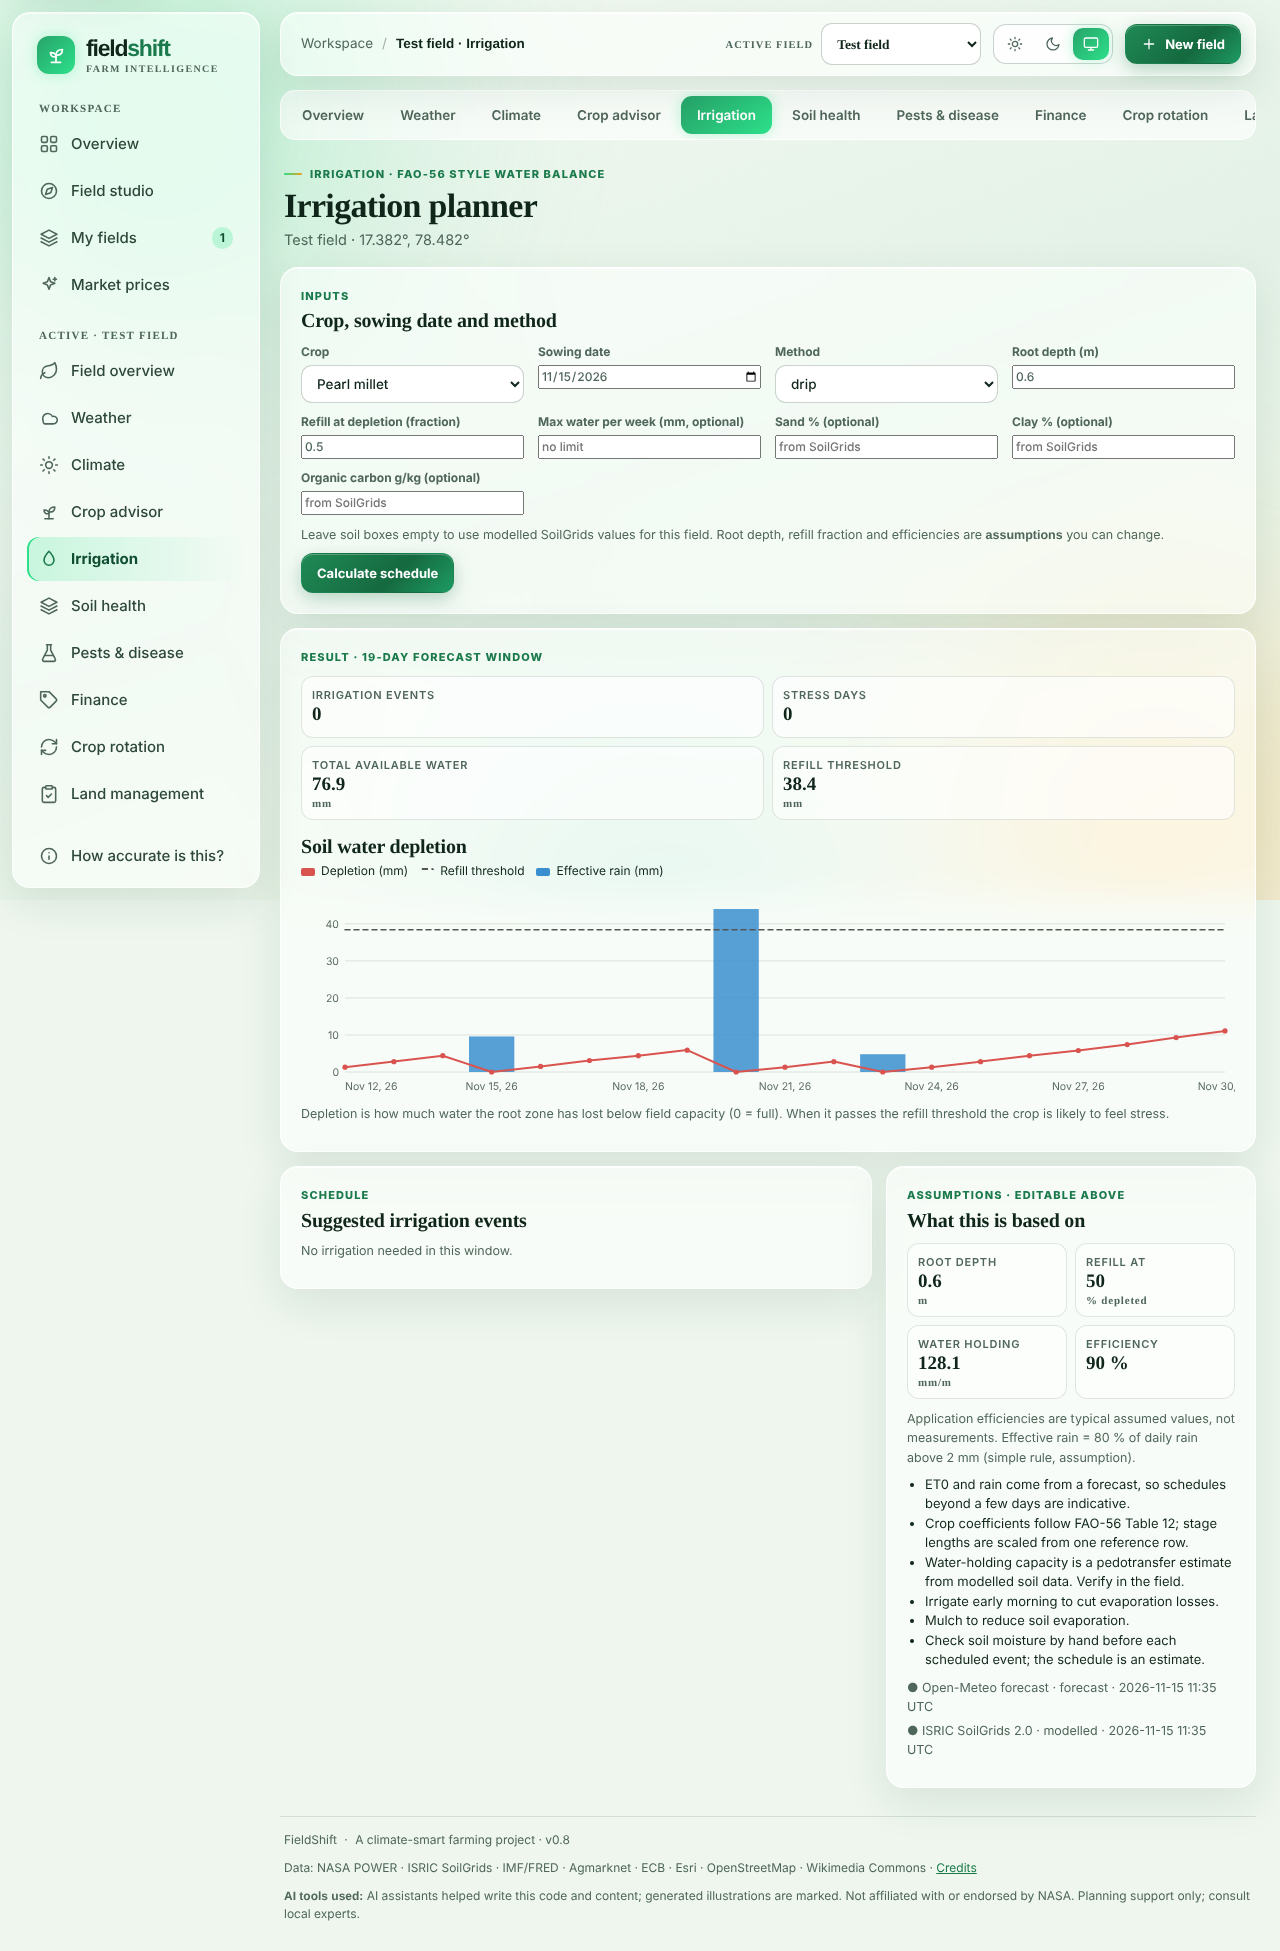 fieldshift
FARM INTELLIGENCE
WORKSPACE
Overview
Field studio
My fields 1
Market prices
ACTIVE · TEST FIELD
Field overview
Weather
Climate
Crop advisor
Irrigation
Soil health
Pests & disease
Finance
Crop rotation
Land management
How accurate is this?
Workspace / Test field · Irrigation
ACTIVE FIELD Test field
New field
Overview Weather Climate Crop advisor Irrigation Soil health Pests & disease Finance Crop rotation La
IRRIGATION · FAO-56 STYLE WATER BALANCE
Irrigation planner
Test field · 17.382°, 78.482°
INPUTS
Crop, sowing date and method
Crop Sowing date Method Root depth (m)
Pearl millet 11/15/2026 drip 0.6
Refill at depletion (fraction) Max water per week (mm, optional) Sand % (optional) Clay % (optional)
0.5 no limit from SoilGrids from SoilGrids
Organic carbon g/kg (optional)
from SoilGrids
Leave soil boxes empty to use modelled SoilGrids values for this field. Root depth, refill fraction and efficiencies are assumptions you can change.
Calculate schedule
RESULT · 19-DAY FORECAST WINDOW
IRRIGATION EVENTS
0
STRESS DAYS
0
TOTAL AVAILABLE WATER
76.9
mm
REFILL THRESHOLD
38.4
mm
Soil water depletion
Depletion (mm) Refill threshold Effective rain (mm)
40
30
20
10
0
Nov 12, 26 Nov 15, 26 Nov 18, 26 Nov 21, 26 Nov 24, 26 Nov 27, 26 Nov 30,
Depletion is how much water the root zone has lost below field capacity (0 = full). When it passes the refill threshold the crop is likely to feel stress.
SCHEDULE
Suggested irrigation events
No irrigation needed in this window.
ASSUMPTIONS · EDITABLE ABOVE
What this is based on
ROOT DEPTH
0.6
m
REFILL AT
50
% depleted
WATER HOLDING
128.1
mm/m
EFFICIENCY
90 %
Application efficiencies are typical assumed values, not
measurements. Effective rain = 80 % of daily rain
above 2 mm (simple rule, assumption).
• ET0 and rain come from a forecast, so schedules
beyond a few days are indicative.
• Crop coefficients follow FAO-56 Table 12; stage
lengths are scaled from one reference row.
• Water-holding capacity is a pedotransfer estimate
from modelled soil data. Verify in the field.
• Irrigate early morning to cut evaporation losses.
• Mulch to reduce soil evaporation.
• Check soil moisture by hand before each
scheduled event; the schedule is an estimate.
● Open-Meteo forecast · forecast · 2026-11-15 11:35
UTC
● ISRIC SoilGrids 2.0 · modelled · 2026-11-15 11:35
UTC
FieldShift · A climate-smart farming project · v0.8
Data: NASA POWER · ISRIC SoilGrids · IMF/FRED · Agmarknet · ECB · Esri · OpenStreetMap · Wikimedia Commons · Credits
AI tools used: AI assistants helped write this code and content; generated illustrations are marked. Not affiliated with or endorsed by NASA. Planning support only; consult
local experts.